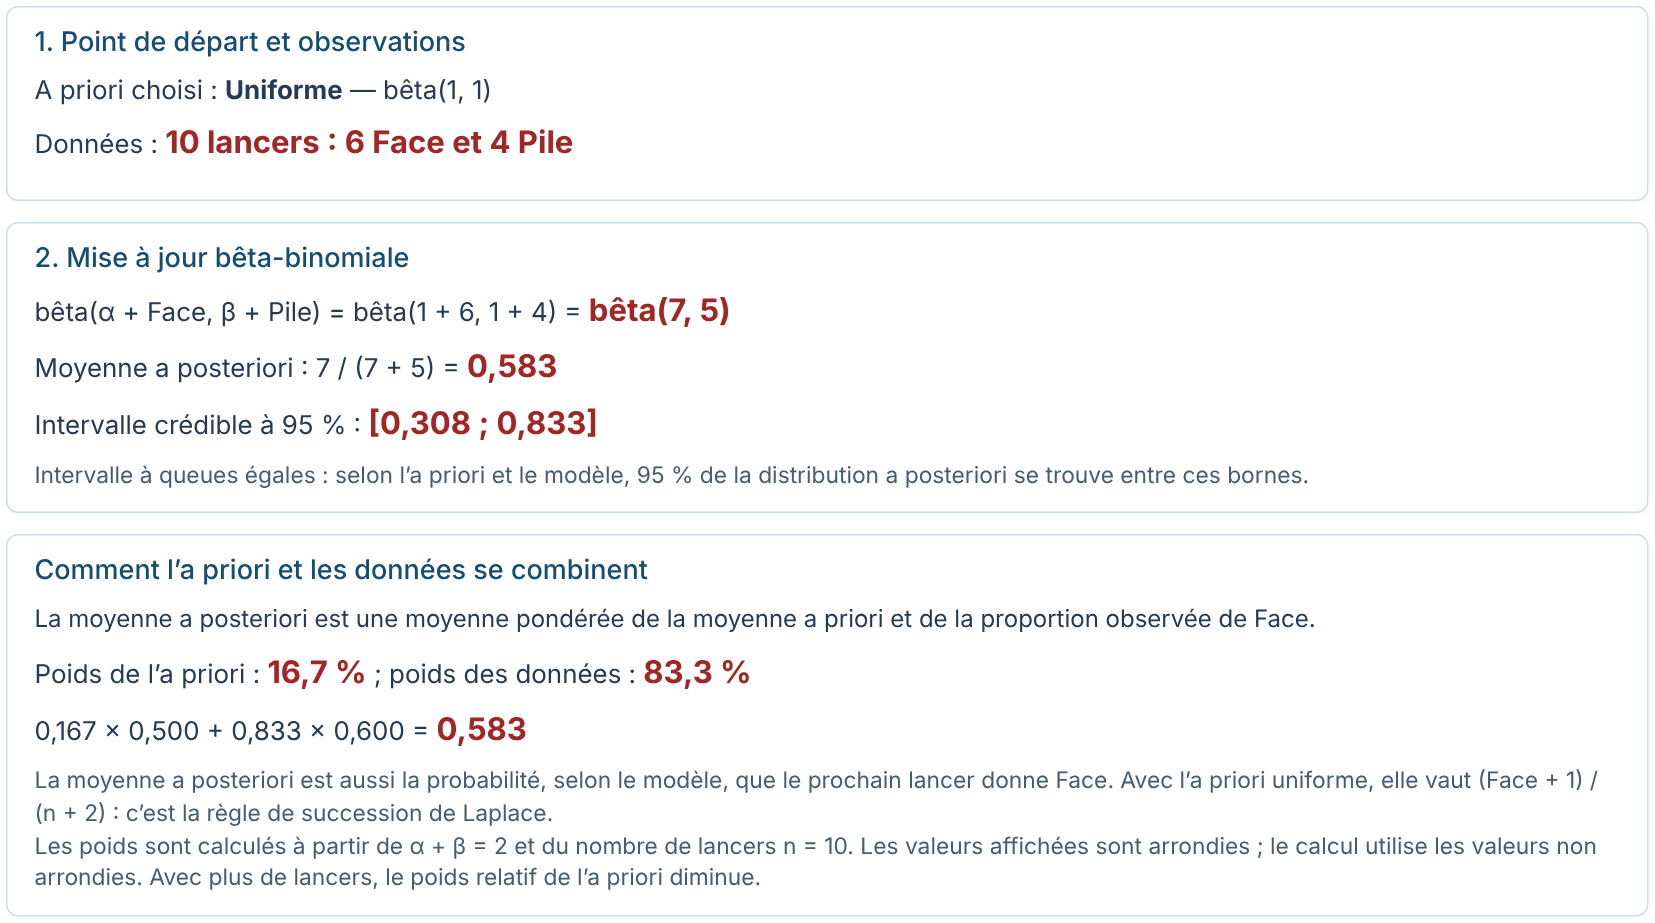 1. Point de départ et observations
A priori choisi : Uniforme — bêta(1, 1)
Données : 10 lancers : 6 Face et 4 Pile
2. Mise à jour bêta-binomiale
bêta(α + Face, β + Pile) = bêta(1 + 6, 1 + 4) = bêta(7, 5)
Moyenne a posteriori : 7 / (7 + 5) = 0,583
Intervalle crédible à 95 % : [0,308 ; 0,833]
Intervalle à queues égales : selon l’a priori et le modèle, 95 % de la distribution a posteriori se trouve entre ces bornes.
Comment l’a priori et les données se combinent
La moyenne a posteriori est une moyenne pondérée de la moyenne a priori et de la proportion observée de Face.
Poids de l’a priori : 16,7 % ; poids des données : 83,3 %
0,167 × 0,500 + 0,833 × 0,600 = 0,583
La moyenne a posteriori est aussi la probabilité, selon le modèle, que le prochain lancer donne Face. Avec l’a priori uniforme, elle vaut (Face + 1) /
(n + 2) : c’est la règle de succession de Laplace.
Les poids sont calculés à partir de α + β = 2 et du nombre de lancers n = 10. Les valeurs affichées sont arrondies ; le calcul utilise les valeurs non
arrondies. Avec plus de lancers, le poids relatif de l’a priori diminue.